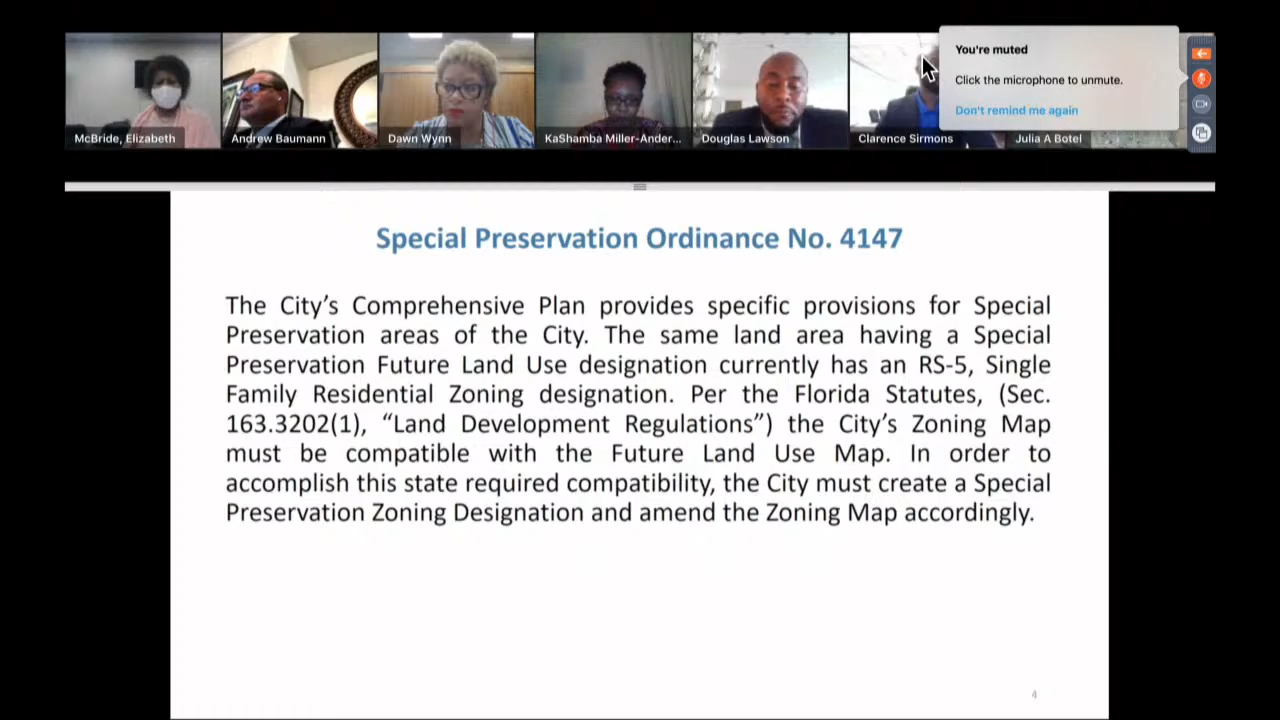 You're muted
Click the microphone to unmute.
Don't remind me again
McBride, Elizabeth
Andrew Baumann
Dawn Wynn
KaShamba Miller-Ander...
Douglas Lawson
Clarence Sirmons
Julia A Botel
Special Preservation Ordinance No. 4147
The City’s Comprehensive Plan provides specific provisions for Special
Preservation areas of the City. The same land area having a Special
Preservation Future Land Use designation currently has an RS-5, Single
Family Residential Zoning designation. Per the Florida Statutes, (Sec.
163.3202(1), “Land Development Regulations”) the City’s Zoning Map
must be compatible with the Future Land Use Map. In order to
accomplish this state required compatibility, the City must create a Special
Preservation Zoning Designation and amend the Zoning Map accordingly.
4